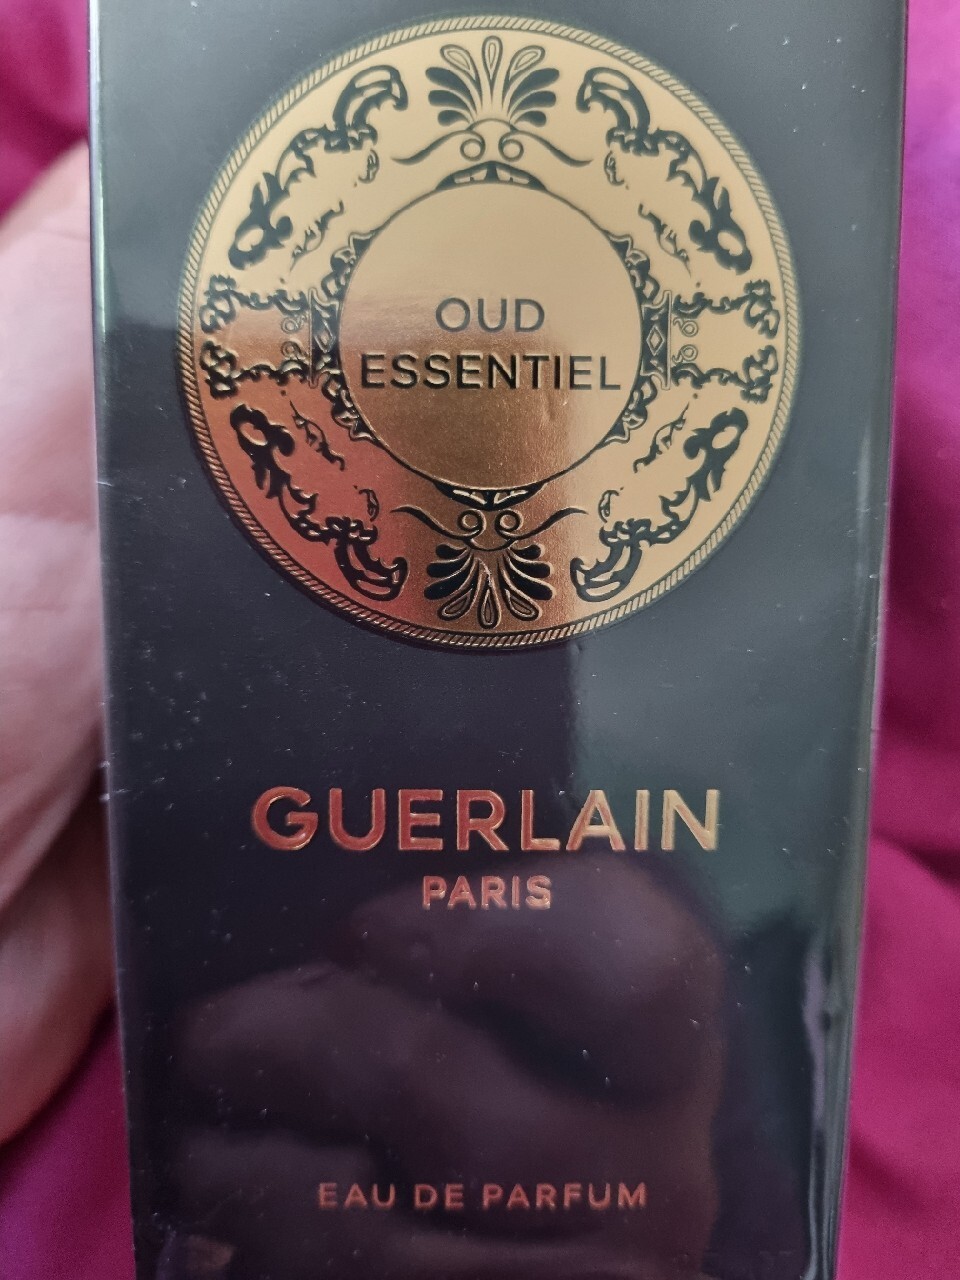 OUD
ESSENTIEL
GUERLAIN
PARIS
EAU DE PARFUM